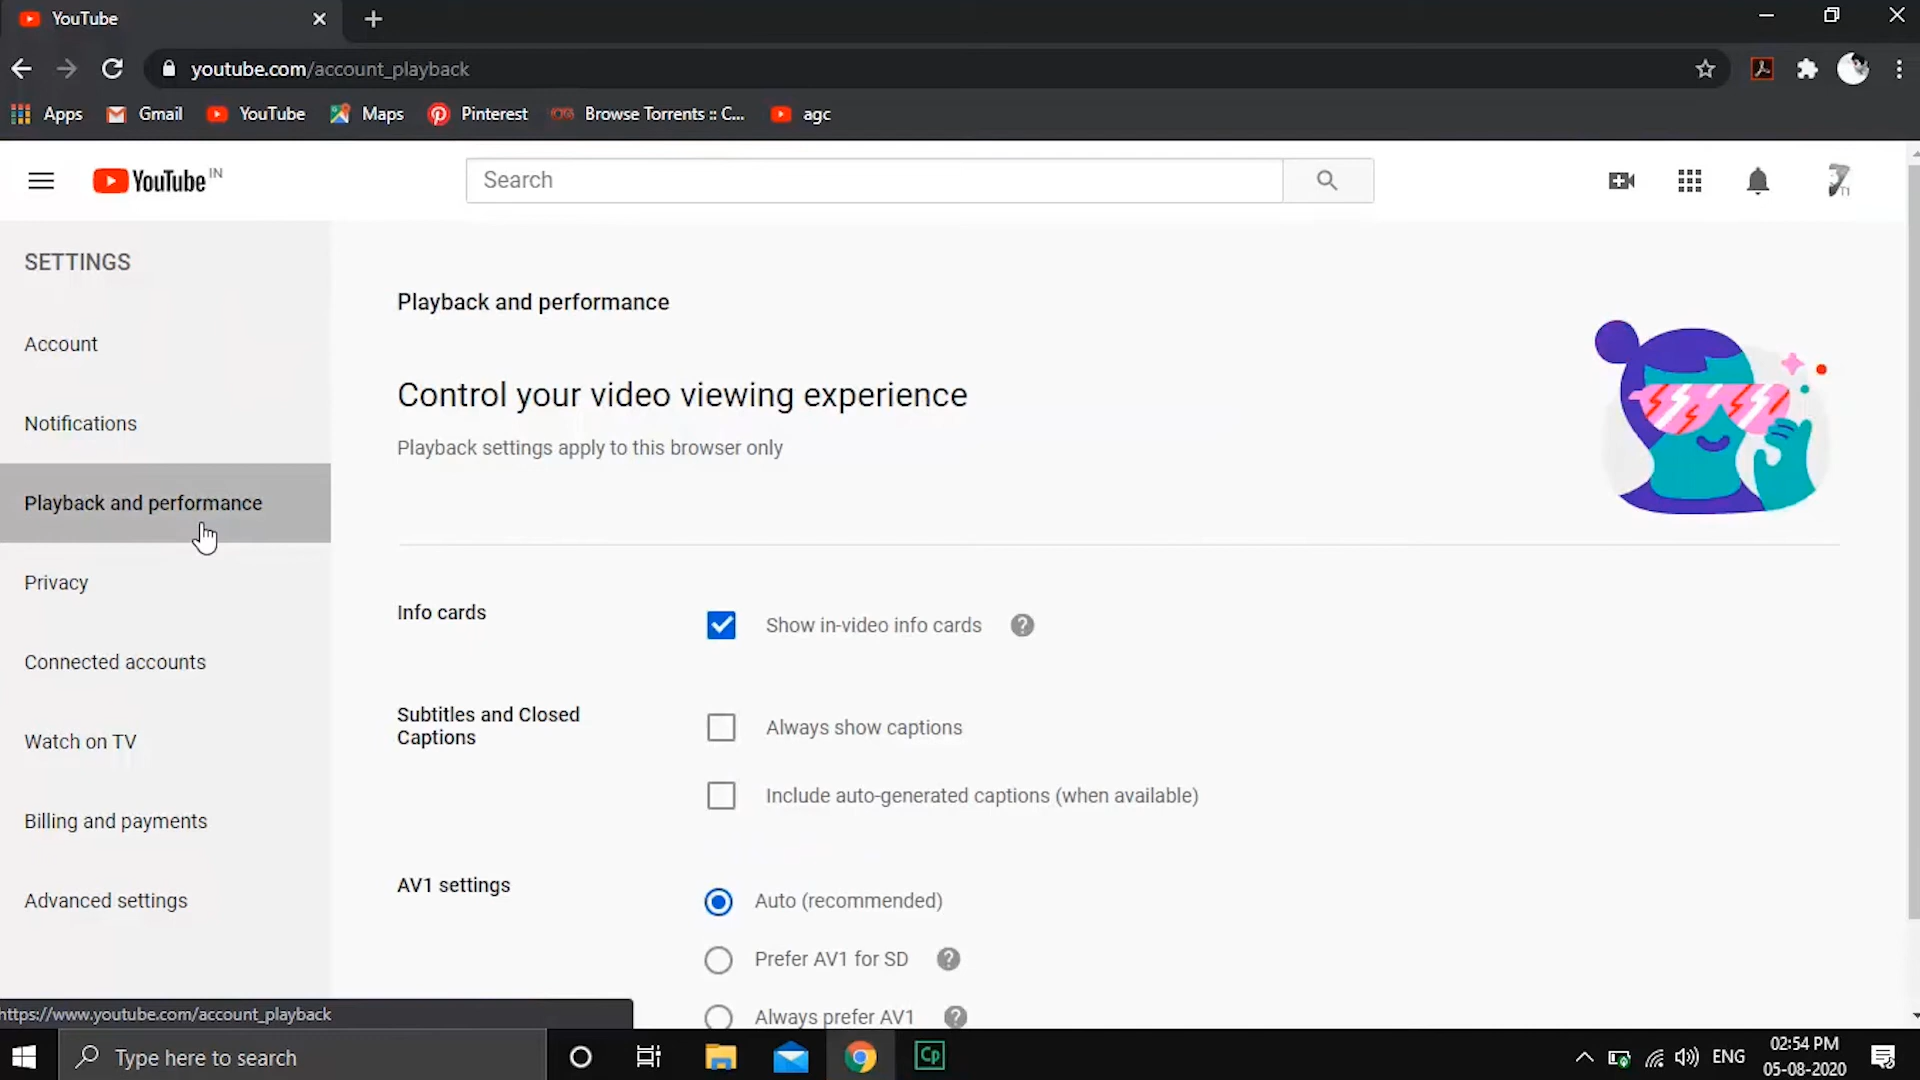 YouTube
youtube.com/account_playback
Apps
Gmail
YouTube
Maps
Pinterest
Browse Torrents :: C...
agc
YouTube IN
Search
SETTINGS
Account
Notifications
Playback and performance
Privacy
Connected accounts
Watch on TV
Billing and payments
Advanced settings
Playback and performance
Control your video viewing experience
Playback settings apply to this browser only
Info cards
Show in-video info cards
Subtitles and Closed
Captions
Always show captions
Include auto-generated captions (when available)
AV1 settings
Auto (recommended)
Prefer AV1 for SD
Always prefer AV1
https://www.youtube.com/account_playback
Type here to search
Cp
ENG
02:54 PM
05-08-2020